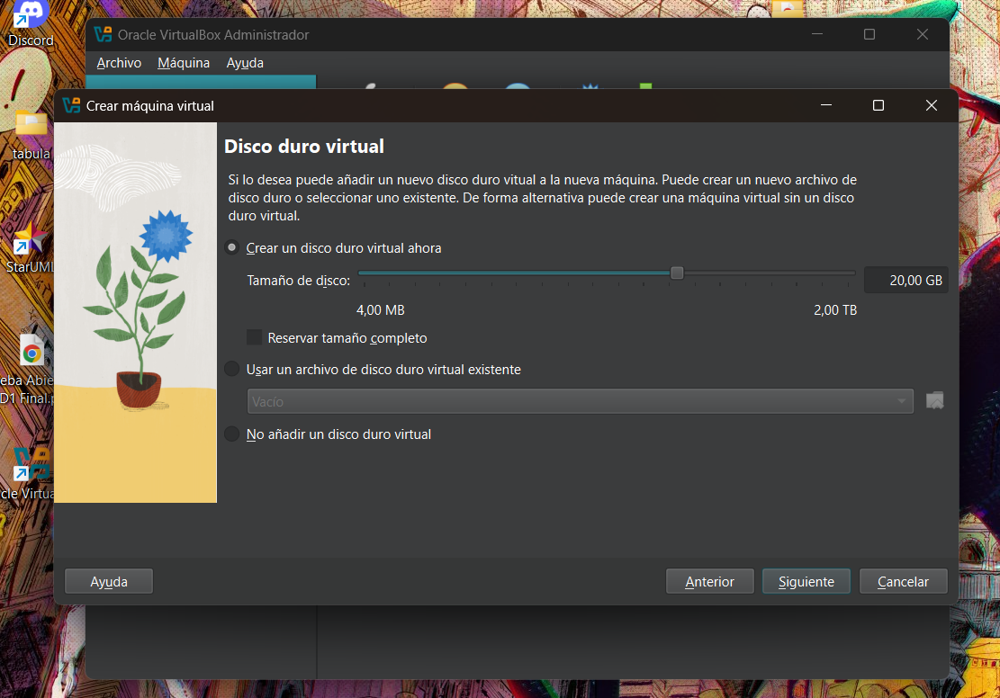 Discord
Oracle VirtualBox Administrador
Archivo Máquina Ayuda
Crear máquina virtual
tabula
Disco duro virtual
Si lo desea puede añadir un nuevo disco duro vitual a la nueva máquina. Puede crear un nuevo archivo de
disco duro o seleccionar uno existente. De forma alternativa puede crear una máquina virtual sin un disco
duro virtual.
Crear un disco duro virtual ahora
StarUML
Tamaño de disco: 20,00 GB
4,00 MB 2,00 TB
Reservar tamaño completo
Usar un archivo de disco duro virtual existente
eba Abie
D1 Final.p
Vacío
No añadir un disco duro virtual
cle Virtua
Ayuda Anterior Siguiente Cancelar